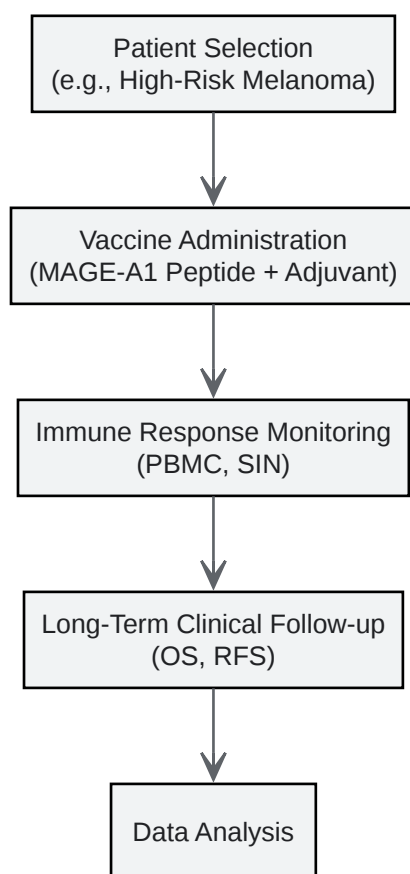 Patient Selection
(e.g., High-Risk Melanoma)
Vaccine Administration
(MAGE-A1 Peptide + Adjuvant)
Immune Response Monitoring
(PBMC, SIN)
Long-Term Clinical Follow-up
(OS, RFS)
Data Analysis